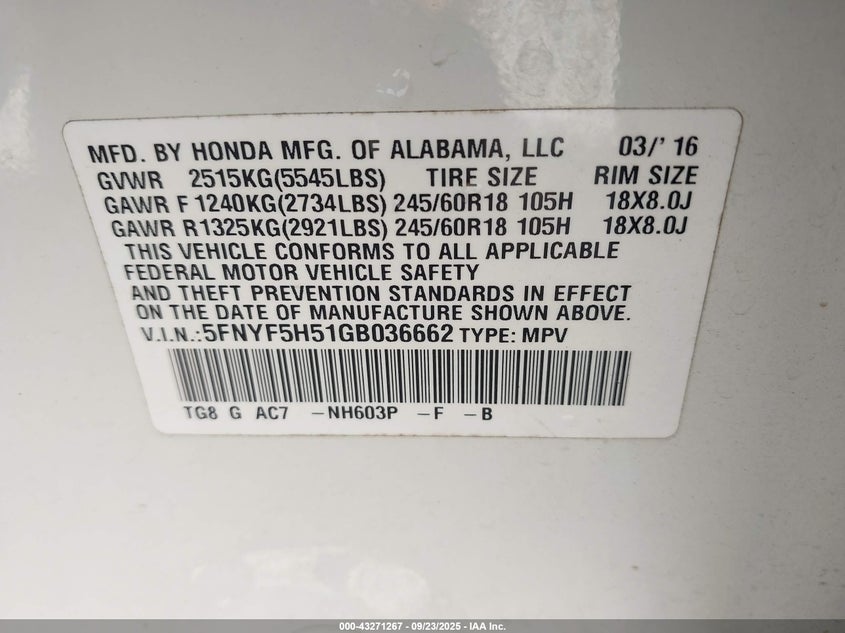 MFD. BY HONDA MFG. OF ALABAMA, LLC 03/' 16
GVWR 2515KG(5545LBS) TIRE SIZE RIM SIZE
GAWR F 1240KG(2734LBS) 245/60R18 105H 18X8.0J
GAWR R1325KG(2921LBS) 245/60R18 105H 18X8.0J
THIS VEHICLE CONFORMS TO ALL APPLICABLE
FEDERAL MOTOR VEHICLE SAFETY
AND THEFT PREVENTION STANDARDS IN EFFECT
ON THE DATE OF MANUFACTURE SHOWN ABOVE.
V.I.N.:5FNYF5H51GB036662 TYPE: MPV
TG8 G AC7 -NH603P -F -B
000-43271267 - 09/23/2025 - IAA Inc.